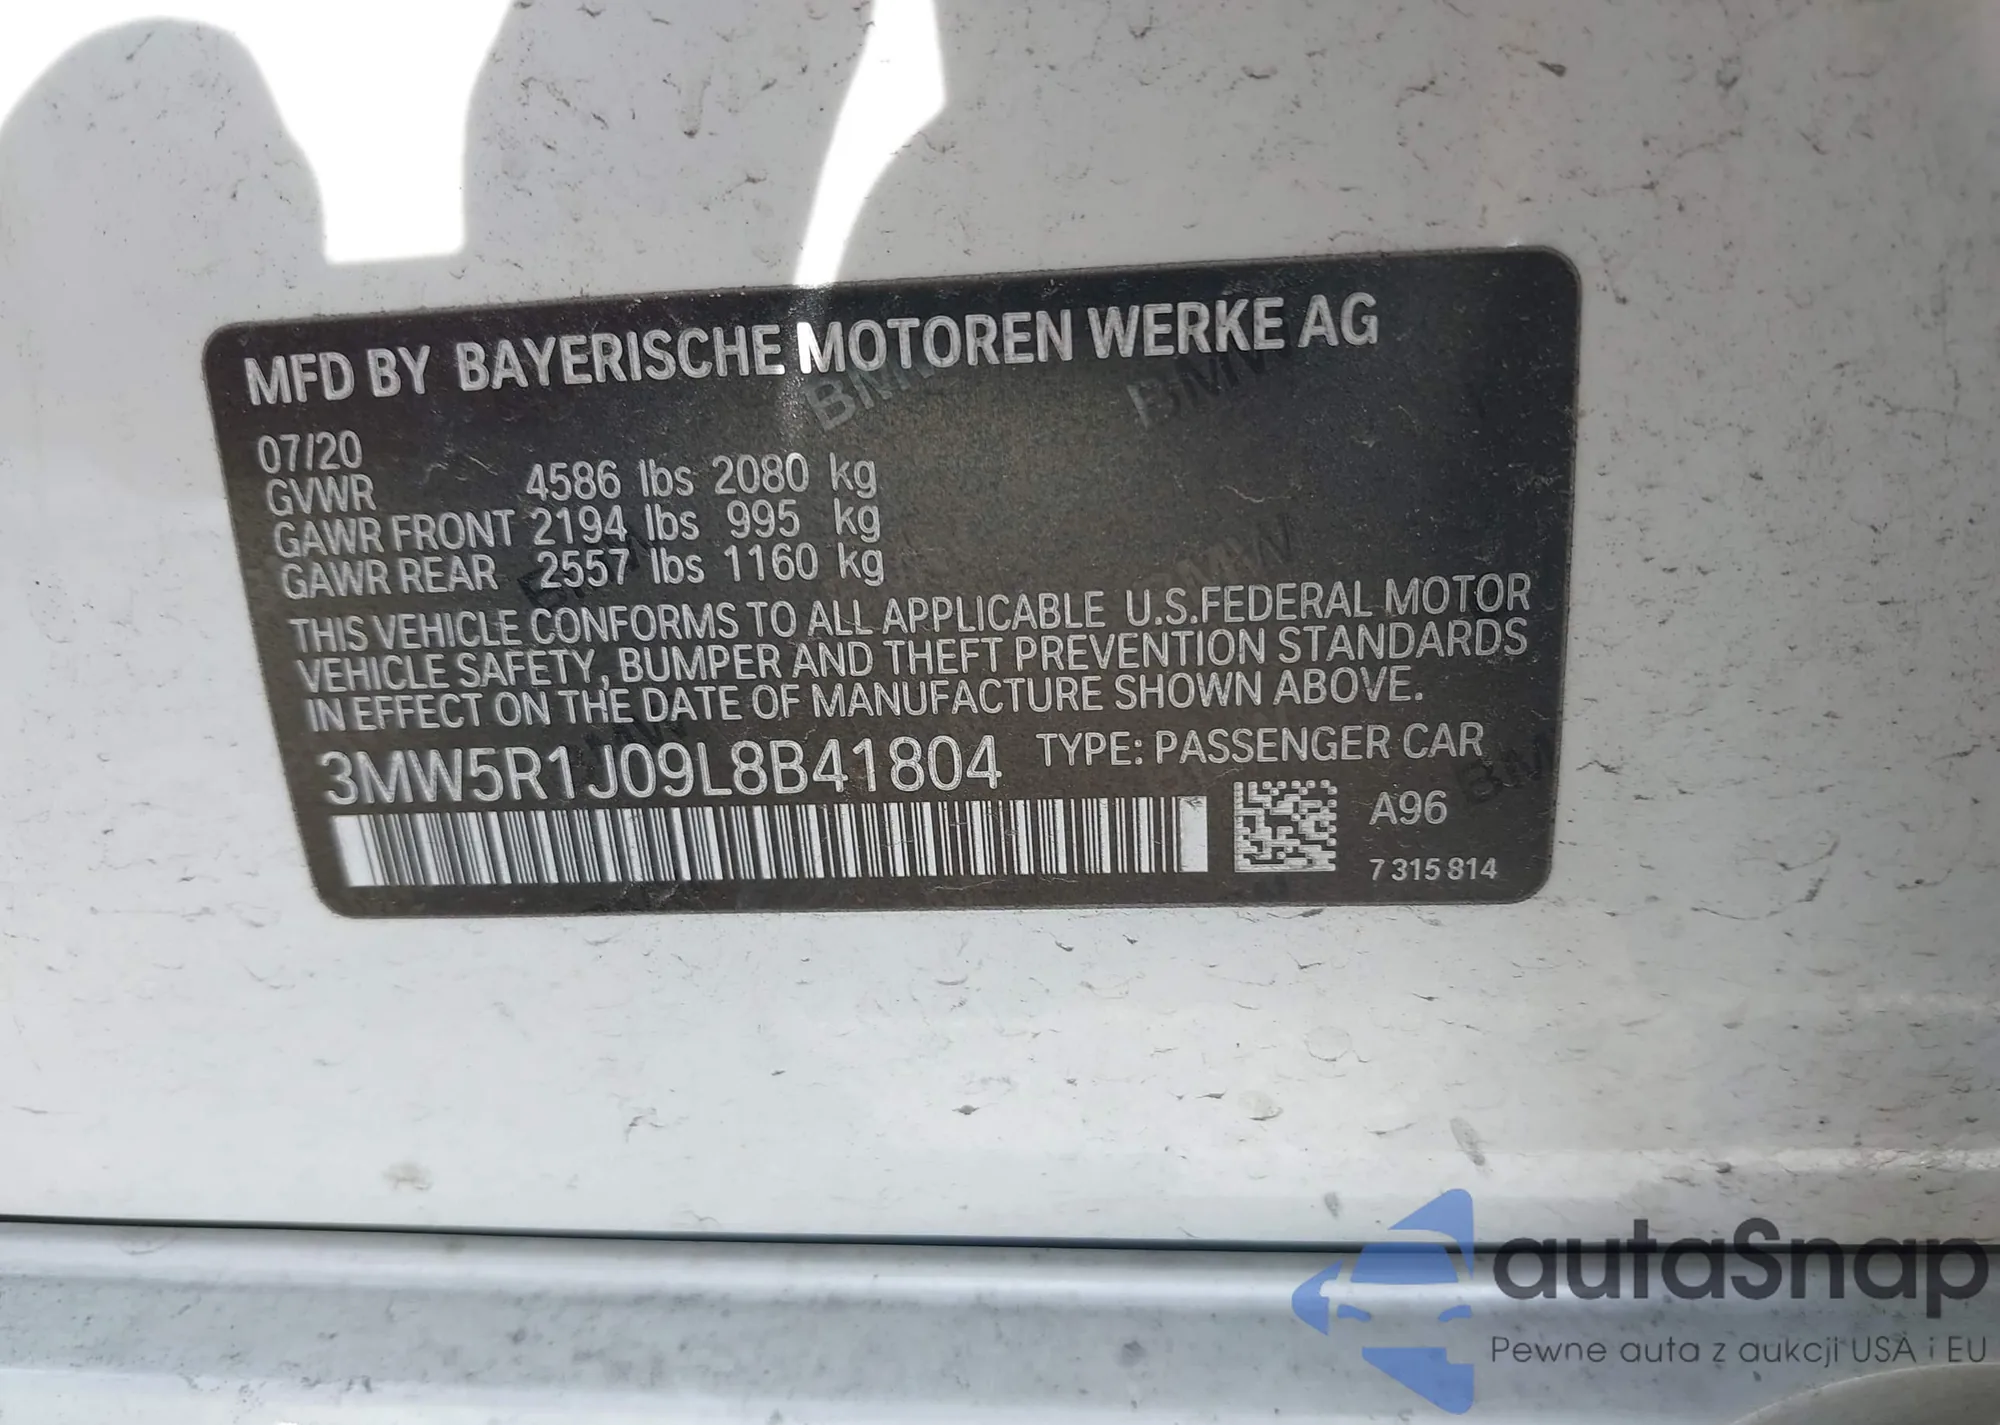 MFD BY BAYERISCHE MOTOREN WERKE AG
07/20
GVWR 4586 lbs 2080 kg
GAWR FRONT 2194 lbs 995 kg
GAWR REAR 2557 lbs 1160 kg
THIS VEHICLE CONFORMS TO ALL APPLICABLE U.S.FEDERAL MOTOR
VEHICLE SAFETY, BUMPER AND THEFT PREVENTION STANDARDS
IN EFFECT ON THE DATE OF MANUFACTURE SHOWN ABOVE.
3MW5R1J09L8B41804 TYPE: PASSENGER CAR
A96
7 315 814
autaSnap
Pewne auta z aukcji USA i EU